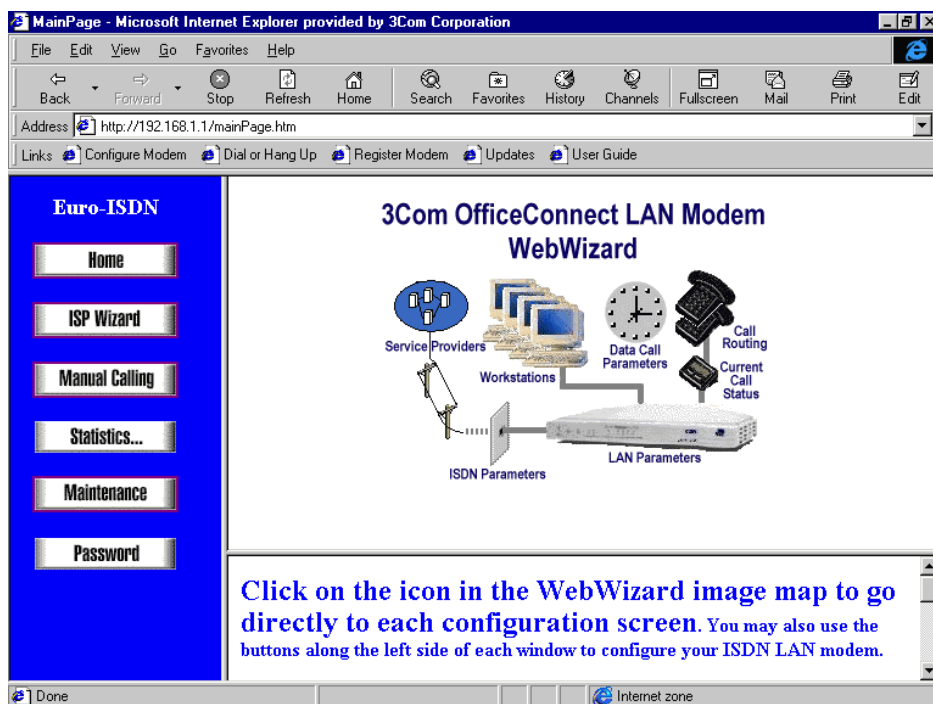 MainPage - Microsoft Internet Explorer provided by 3Com Corporation
File Edit View Go Favorites Help
Back Forward Stop Refresh Home Search Favorites History Channels Fullscreen Mail Print Edit
Address http://192.168.1.1/mainPage.htm
Links Configure Modem Dial or Hang Up Register Modem Updates User Guide
Euro-ISDN
Home
ISP Wizard
Manual Calling
Statistics...
Maintenance
Password
3Com OfficeConnect LAN Modem
WebWizard
Service Providers
Workstations
Data Call
Parameters
Call
Routing
Current
Call
Status
ISDN Parameters
LAN Parameters
Click on the icon in the WebWizard image map to go
directly to each configuration screen. You may also use the
buttons along the left side of each window to configure your ISDN LAN modem.
Done Internet zone